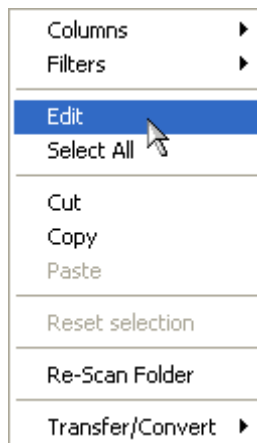 Columns
Filters
Edit
Select All
Cut
Copy
Paste
Reset selection
Re-Scan Folder
Transfer/Convert